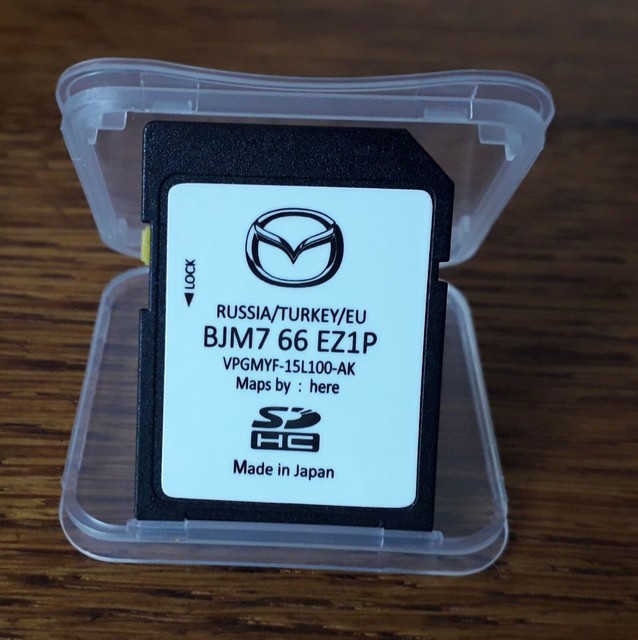 ◄LOCK
RUSSIA/TURKEY/EU
BJM7 66 EZ1P
VPGMYF-15L100-AK
Maps by : here
SD
HC
Made in Japan